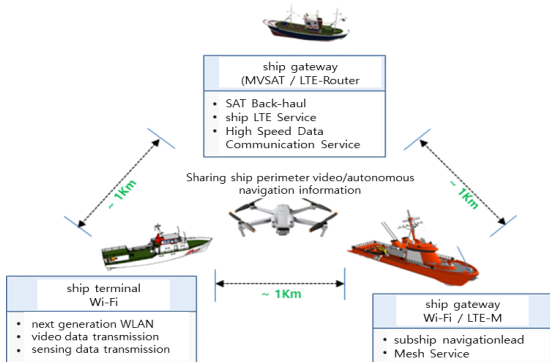 ship gateway
(MVSAT / LTE-Router
• SAT Back-haul
• ship LTE Service
• High Speed Data
Communication Service
~ 1Km
Sharing ship perimeter video/autonomous
navigation information
~ 1Km
~ 1Km
ship terminal
Wi-Fi
• next generation WLAN
• video data transmission
• sensing data transmission
ship gateway
Wi-Fi / LTE-M
• subship navigationlead
• Mesh Service